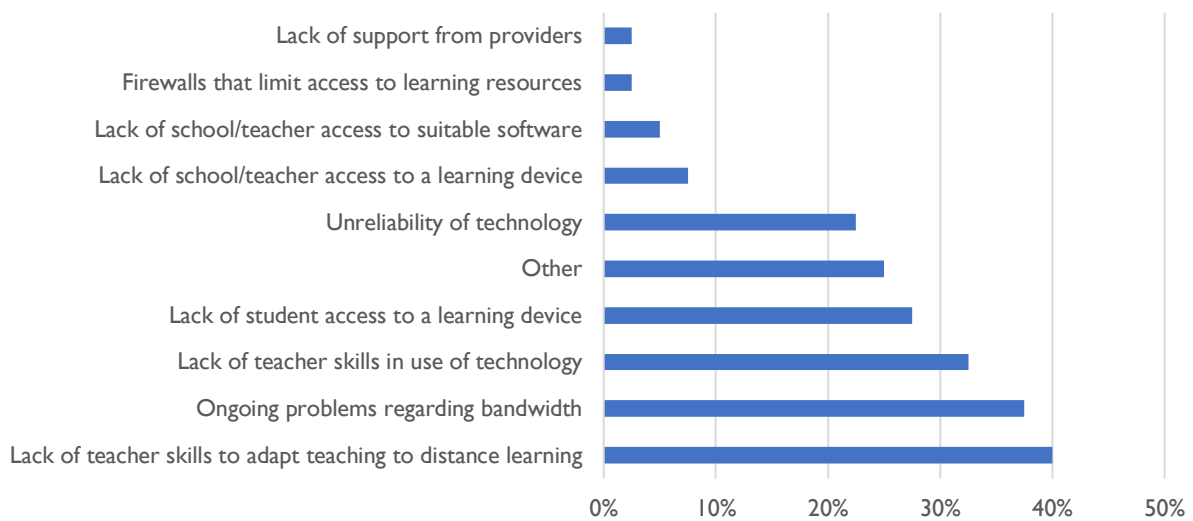 Lack of support from providers
Firewalls that limit access to learning resources
Lack of school/teacher access to suitable software
Lack of school/teacher access to a learning device
Unreliability of technology
Other
Lack of student access to a learning device
Lack of teacher skills in use of technology
Ongoing problems regarding bandwidth
Lack of teacher skills to adapt teaching to distance learning
0% 10% 20% 30% 40% 50%